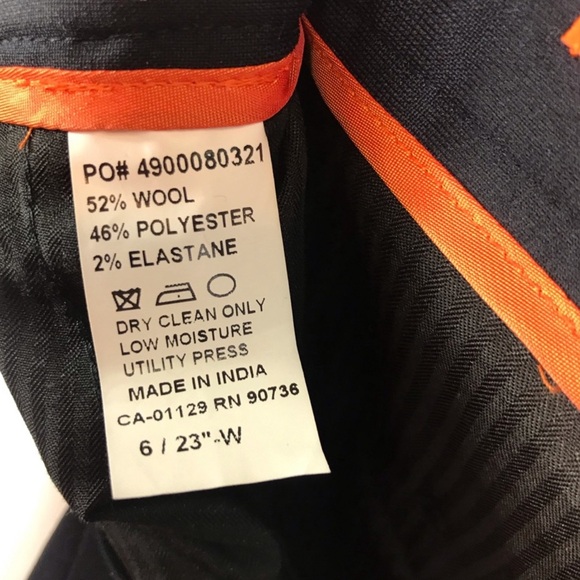 PO# 4900080321
52% WOOL
46% POLYESTER
2% ELASTANE
DRY CLEAN ONLY
LOW MOISTURE
UTILITY PRESS
MADE IN INDIA
CA-01129 RN 90736
6 / 23"-W